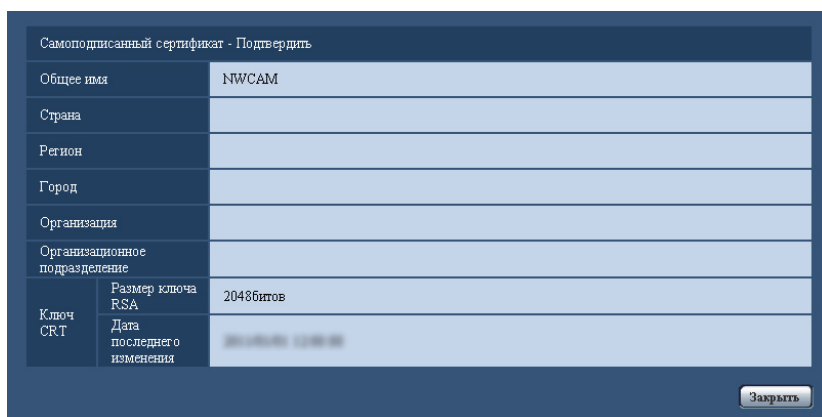 Самоподписанный сертификат - Подтвердить
Общее имя NWCAM
Страна
Регион
Город
Организация
Организационное
подразделение
Ключ
CRT
Размер ключа
RSA
2048битов
Дата
последнего
изменения
Закрыть